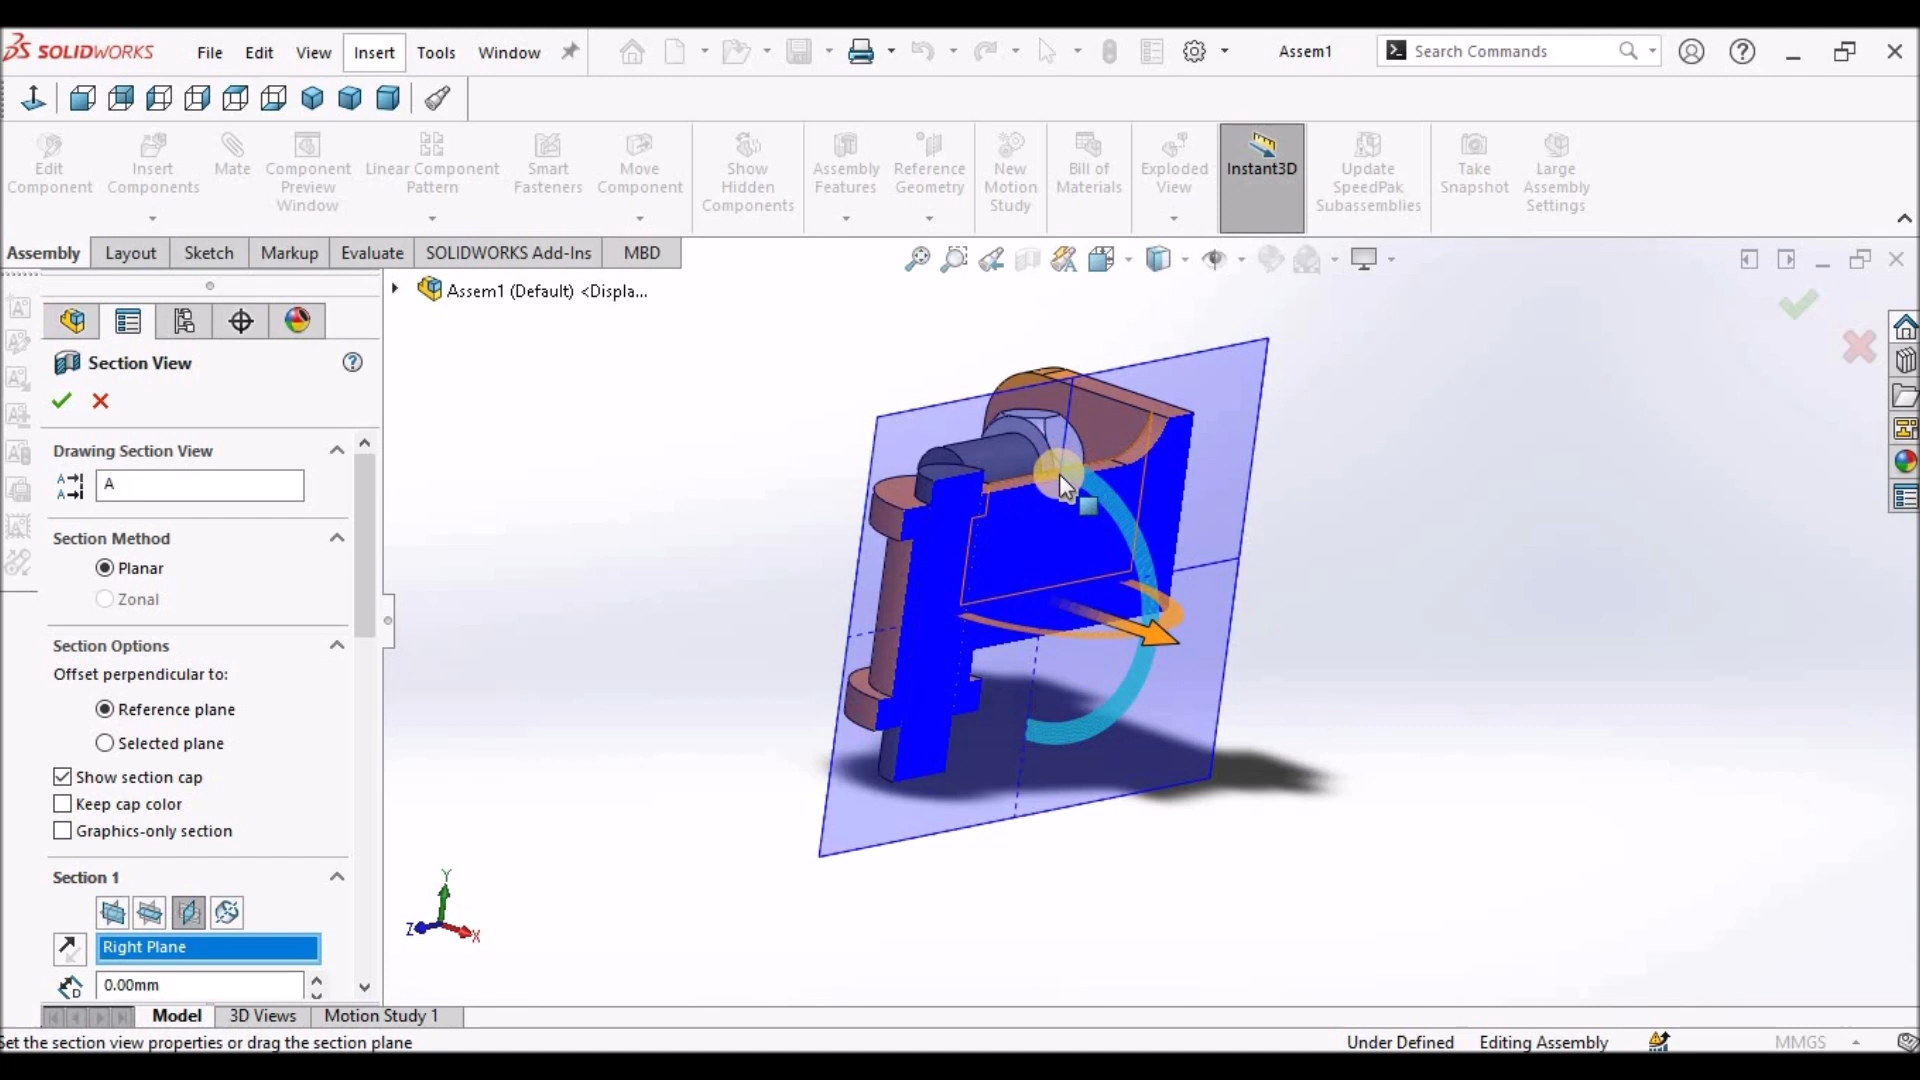 SOLIDWORKS File Edit View Insert Tools Window Assem1 Search Commands
Edit Component
Insert Components
Mate
Component Preview Window
Linear Component Pattern
Smart Fasteners
Move Component
Show Hidden Components
Assembly Features
Reference Geometry
New Motion Study
Bill of Materials
Exploded View
Instant3D
Update SpeedPak Subassemblies
Take Snapshot
Large Assembly Settings
Assembly Layout Sketch Markup Evaluate SOLIDWORKS Add-Ins MBD
Assem1 (Default) <Displa...
Section View
Drawing Section View
A
Section Method
Planar
Zonal
Section Options
Offset perpendicular to:
Reference plane
Selected plane
Show section cap
Keep cap color
Graphics-only section
Section 1
Right Plane
0.00mm
Y
Z
X
Model 3D Views Motion Study 1
Set the section view properties or drag the section plane Under Defined Editing Assembly MMGS